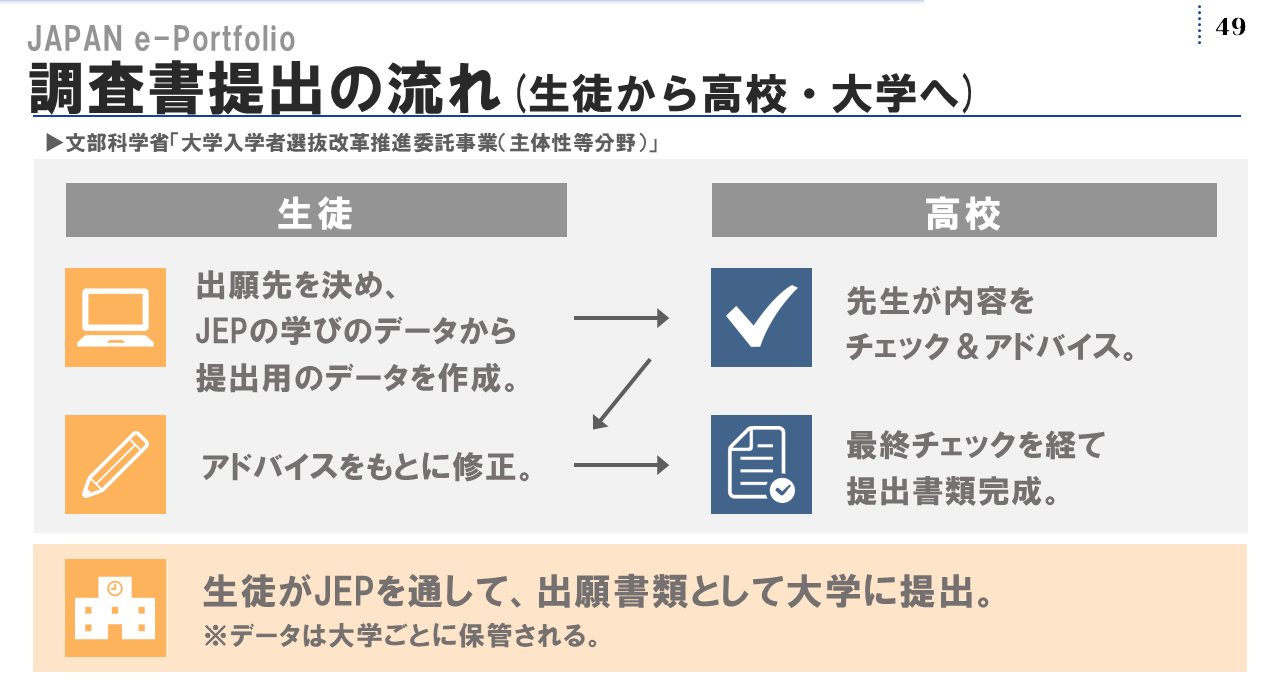 49
JAPAN e-Portfolio
調査書提出の流れ(生徒から高校・大学へ)
▶文部科学省「大学入学者選抜改革推進委託事業(主体性等分野)」
生徒
高校
出願先を決め、
JEPの学びのデータから
提出用のデータを作成。
先生が内容を
チェック&アドバイス。
アドバイスをもとに修正。
最終チェックを経て
提出書類完成。
生徒がJEPを通して、出願書類として大学に提出。
※データは大学ごとに保管される。